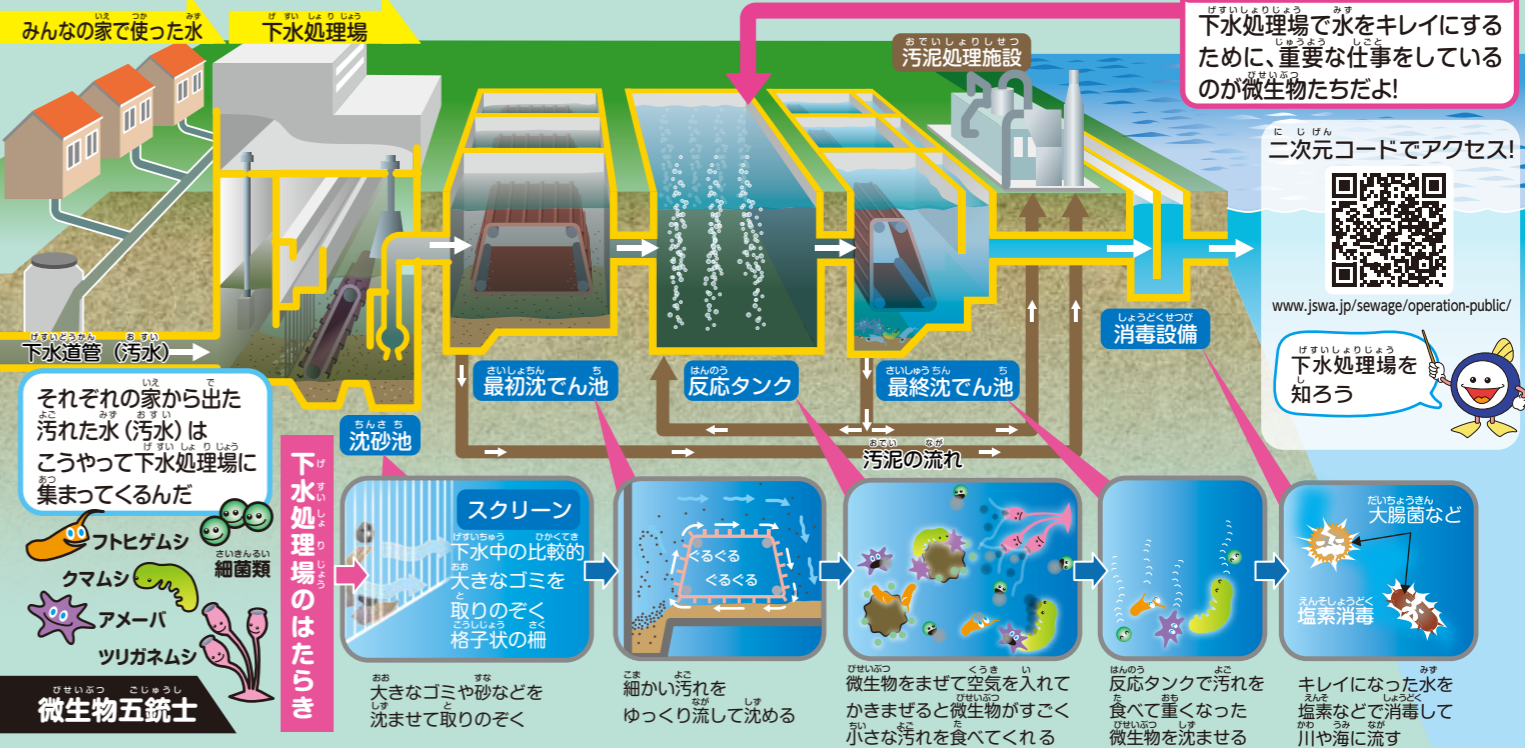 みんなの家で使った水
下水処理場
汚泥処理施設
下水処理場で水をキレイにする
ために、重要な仕事をしている
のが微生物たちだよ!
二次元コードでアクセス!
www.jswa.jp/sewage/operation-public/
下水処理場を
知ろう
下水道管(汚水)
それぞれの家から出た
汚れた水(汚水)は
こうやって下水処理場に
集まってくるんだ
沈砂池
最初沈でん池
反応タンク
最終沈でん池
消毒設備
汚泥の流れ
フトヒゲムシ
細菌類
クマムシ
アメーバ
ツリガネムシ
微生物五銃士
下水処理場のはたらき
スクリーン
下水中の比較的
大きなゴミを
取りのぞく
格子状の柵
大きなゴミや砂などを
沈ませて取りのぞく
ぐるぐる
ぐるぐる
細かい汚れを
ゆっくり流して沈める
微生物をまぜて空気を入れて
かきまぜると微生物がすごく
小さな汚れを食べてくれる
反応タンクで汚れを
食べて重くなった
微生物を沈ませる
大腸菌など
塩素消毒
キレイになった水を
塩素などで消毒して
川や海に流す